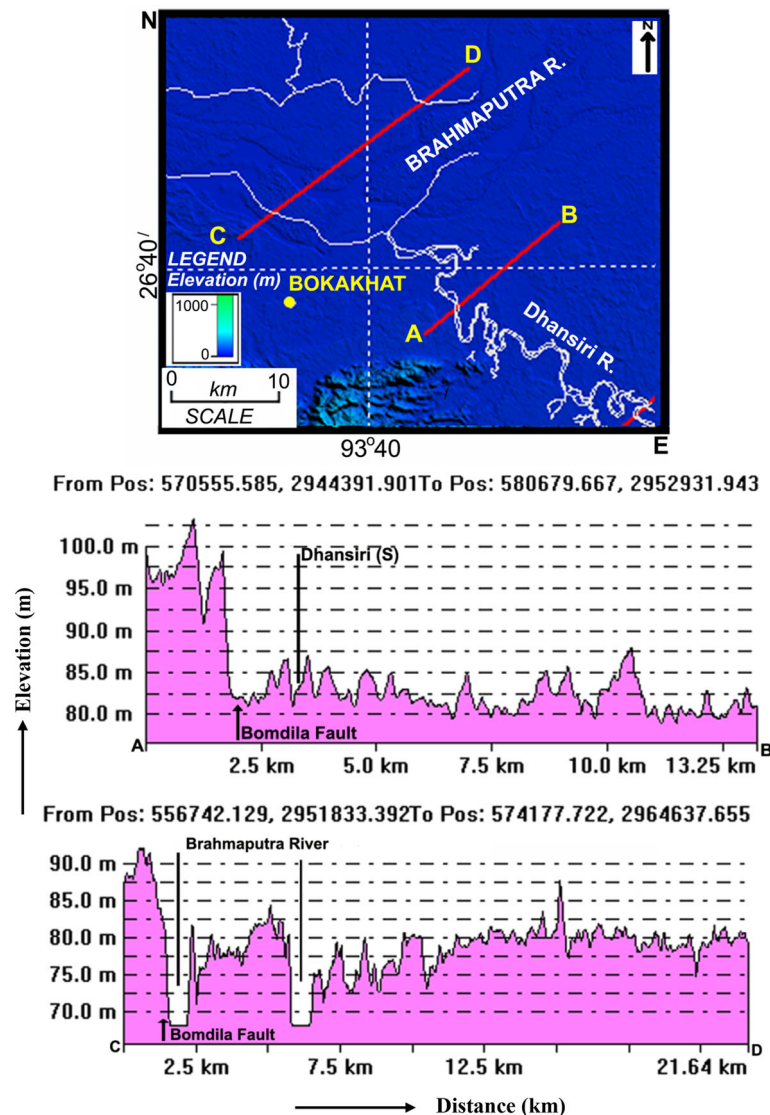 N
N
D
BRAHMAPUTRA R.
B
C
26°40/
LEGEND
Elevation (m)
1000
0
BOKAKHAT
A
Dhansiri R.
0 10
km
SCALE
93°40
E
From Pos: 570555.585, 2944391.901To Pos: 580679.667, 2952931.943
100.0 m
Dhansiri (S)
95.0 m
90.0 m
85.0 m
80.0 m
Bomdila Fault
A
B
2.5 km 5.0 km 7.5 km 10.0 km 13.25 km
Elevation (m)
From Pos: 556742.129, 2951833.392To Pos: 574177.722, 2964637.655
Brahmaputra River
90.0 m
85.0 m
80.0 m
75.0 m
70.0 m
Bomdila Fault
C
D
2.5 km 7.5 km 12.5 km 21.64 km
Distance (km)